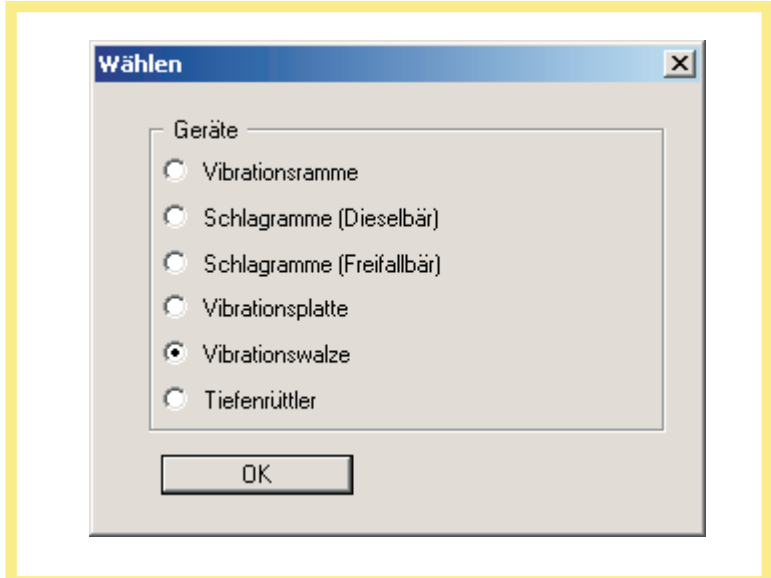 Wählen
Geräte
Vibrationsramme
Schlagramme (Dieselbär)
Schlagramme (Freifallbär)
Vibrationsplatte
Vibrationswalze
Tiefenrüttler
OK